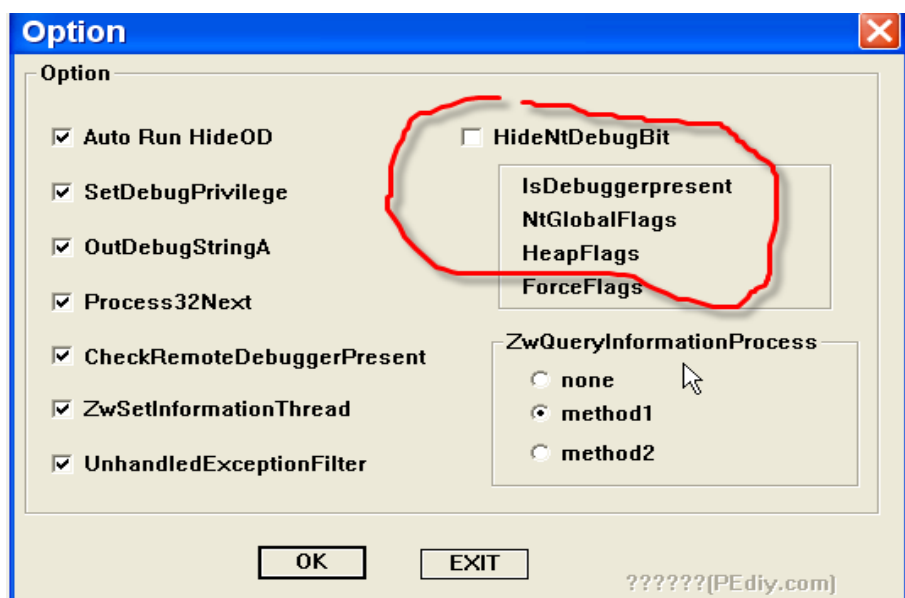 Option
Option
Auto Run HideOD
SetDebugPrivilege
OutDebugStringA
Process32Next
CheckRemoteDebuggerPresent
ZwSetInformationThread
UnhandledExceptionFilter
HideNtDebugBit
IsDebuggerpresent
NtGlobalFlags
HeapFlags
ForceFlags
ZwQueryInformationProcess
none
method1
method2
OK
EXIT
??????(PEdiy.com)